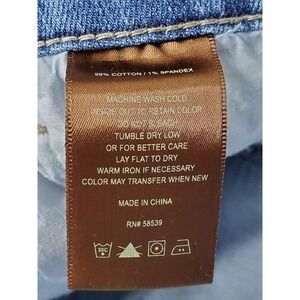 99% COTTON / 1% SPANDEX
MACHINE WASH COLD
INSIDE OUT TO RETAIN COLOR
DO NOT BLEACH
TUMBLE DRY LOW
OR FOR BETTER CARE
LAY FLAT TO DRY
WARM IRON IF NECESSARY
COLOR MAY TRANSFER WHEN NEW
MADE IN CHINA
RN# 58539
30C